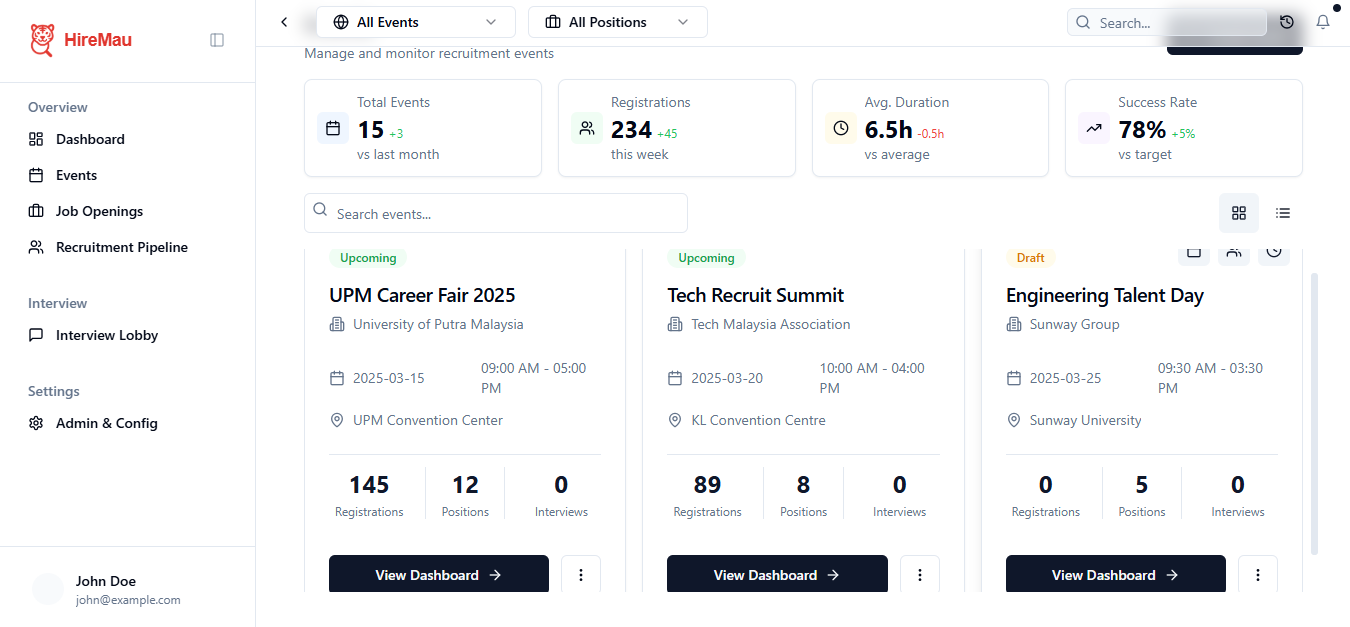 HireMau
All Events
All Positions
Search...
Overview
Dashboard
Events
Job Openings
Recruitment Pipeline
Interview
Interview Lobby
Settings
Admin & Config
John Doe
john@example.com
Manage and monitor recruitment events
Total Events
15 +3
vs last month
Registrations
234 +45
this week
Avg. Duration
6.5h -0.5h
vs average
Success Rate
78% +5%
vs target
Search events...
Upcoming
UPM Career Fair 2025
University of Putra Malaysia
2025-03-15
09:00 AM - 05:00
PM
UPM Convention Center
145
Registrations
12
Positions
0
Interviews
View Dashboard
Upcoming
Tech Recruit Summit
Tech Malaysia Association
2025-03-20
10:00 AM - 04:00
PM
KL Convention Centre
89
Registrations
8
Positions
0
Interviews
View Dashboard
Draft
Engineering Talent Day
Sunway Group
2025-03-25
09:30 AM - 03:30
PM
Sunway University
0
Registrations
5
Positions
0
Interviews
View Dashboard